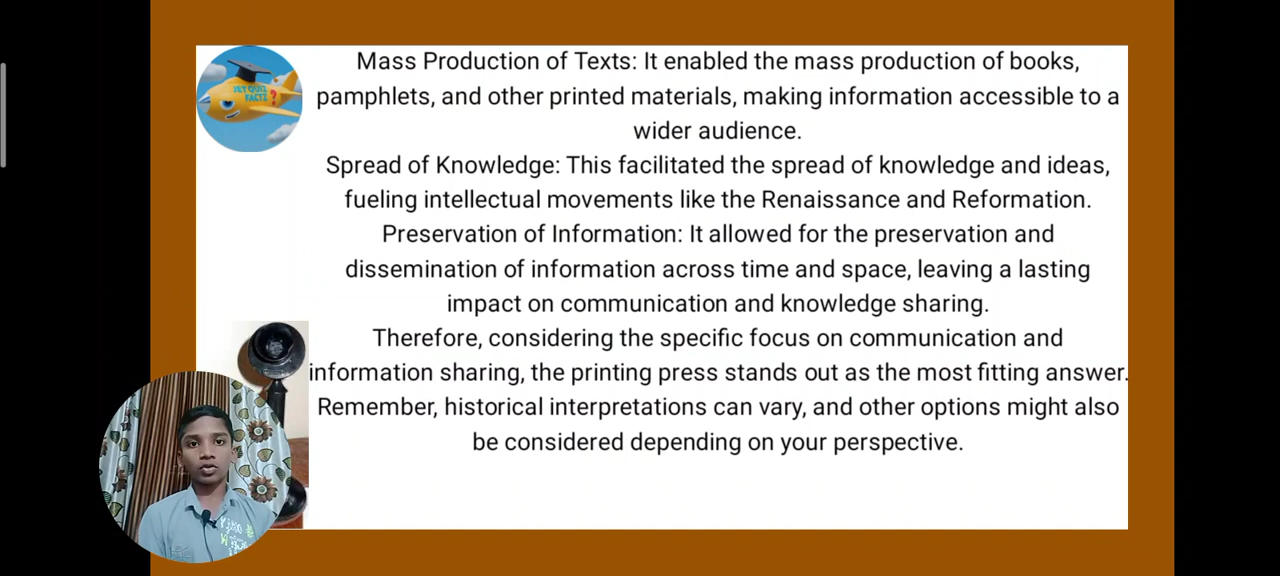 JET QUIZ
FACTZ ?
Mass Production of Texts: It enabled the mass production of books,
pamphlets, and other printed materials, making information accessible to a
wider audience.
Spread of Knowledge: This facilitated the spread of knowledge and ideas,
fueling intellectual movements like the Renaissance and Reformation.
Preservation of Information: It allowed for the preservation and
dissemination of information across time and space, leaving a lasting
impact on communication and knowledge sharing.
Therefore, considering the specific focus on communication and
information sharing, the printing press stands out as the most fitting answer.
Remember, historical interpretations can vary, and other options might also
be considered depending on your perspective.